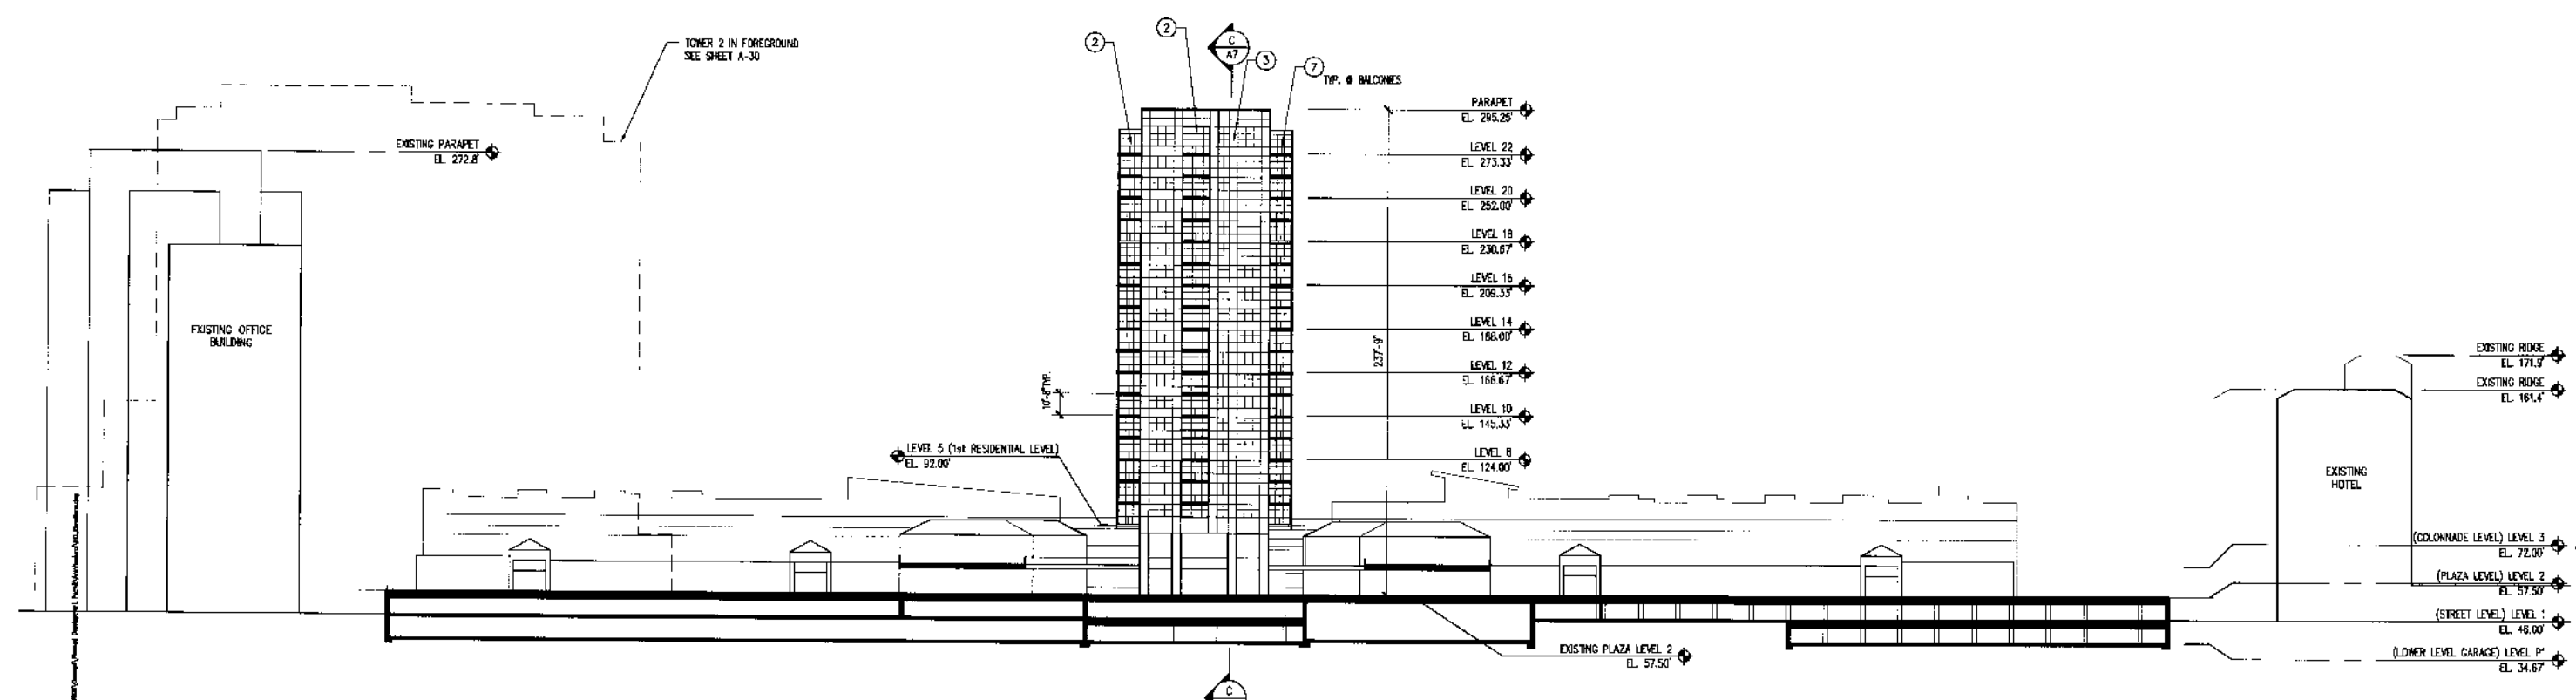 TOWER 2 IN FOREGROUND
SEE SHEET A-30
2
2
C
A7
3
7
TYP. @ BALCONIES
EXISTING PARAPET
EL. 272.8'
PARAPET
EL. 295.25'
LEVEL 22
EL. 273.33'
LEVEL 20
EL. 252.00'
LEVEL 18
EL. 230.67'
LEVEL 16
EL. 209.33'
LEVEL 14
EL. 188.00'
LEVEL 12
EL. 166.67'
LEVEL 10
EL. 145.33'
LEVEL 8
EL. 124.00'
237'-9"
10'-8" TYP.
LEVEL 5 (1st RESIDENTIAL LEVEL)
EL. 92.00'
EXISTING OFFICE
BUILDING
EXISTING RIDGE
EL. 171.9'
EXISTING RIDGE
EL. 161.4'
EXISTING
HOTEL
(COLONNADE LEVEL) LEVEL 3
EL. 72.00'
(PLAZA LEVEL) LEVEL 2
EL. 57.50'
(STREET LEVEL) LEVEL 1
EL. 46.00'
(LOWER LEVEL GARAGE) LEVEL P1
EL. 34.67'
EXISTING PLAZA LEVEL 2
EL. 57.50'
C